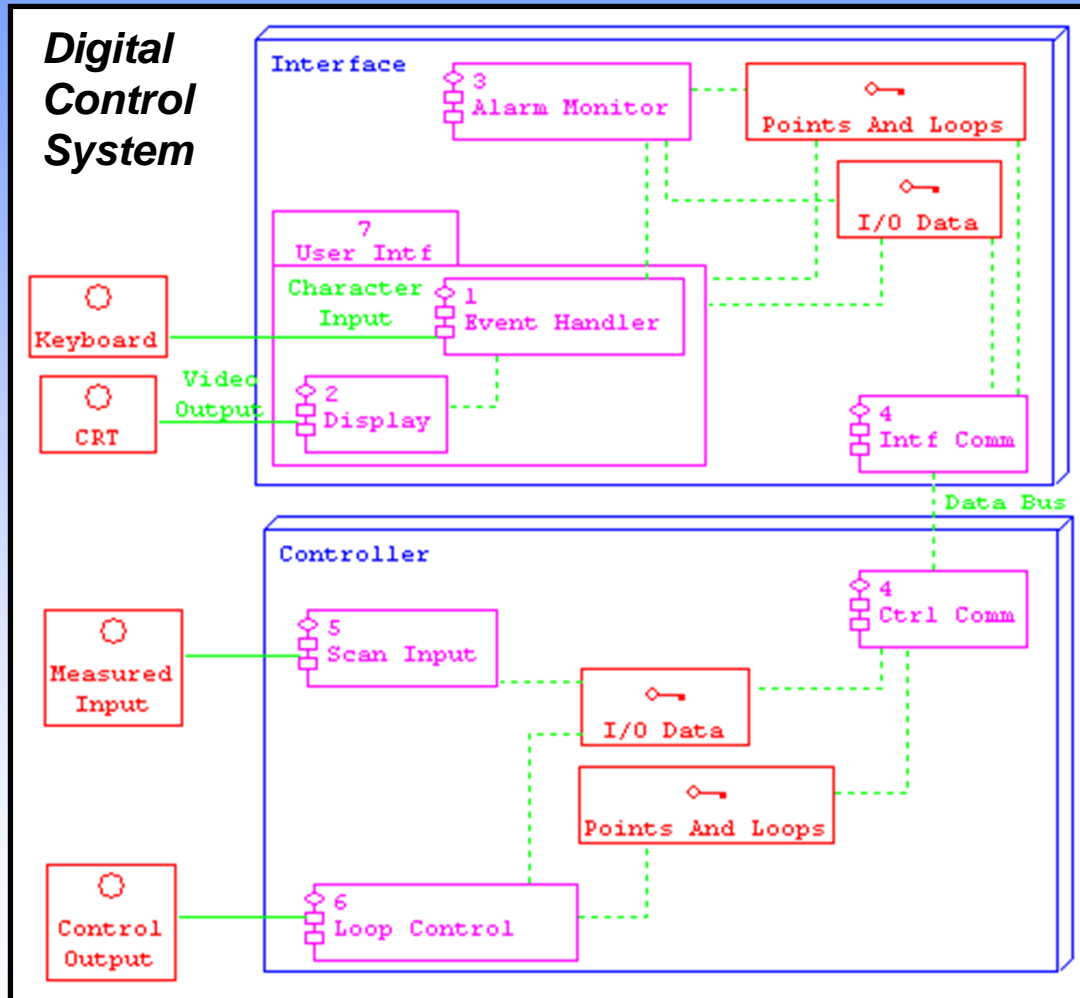 Digital
Control
System
Interface
3
Alarm Monitor
Points And Loops
I/O Data
7
User Intf
Character
Input
1
Event Handler
Keyboard
Video
Output
2
Display
CRT
4
Intf Comm
Data Bus
Controller
4
Ctrl Comm
5
Scan Input
Measured
Input
I/O Data
Points And Loops
6
Loop Control
Control
Output